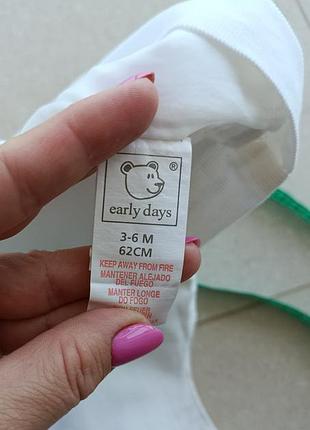 ®
early days
3-6 M
62CM
KEEP AWAY FROM FIRE
MANTENER ALEJADO
DEL FUEGO
MANTER LONGE
DO FOGO